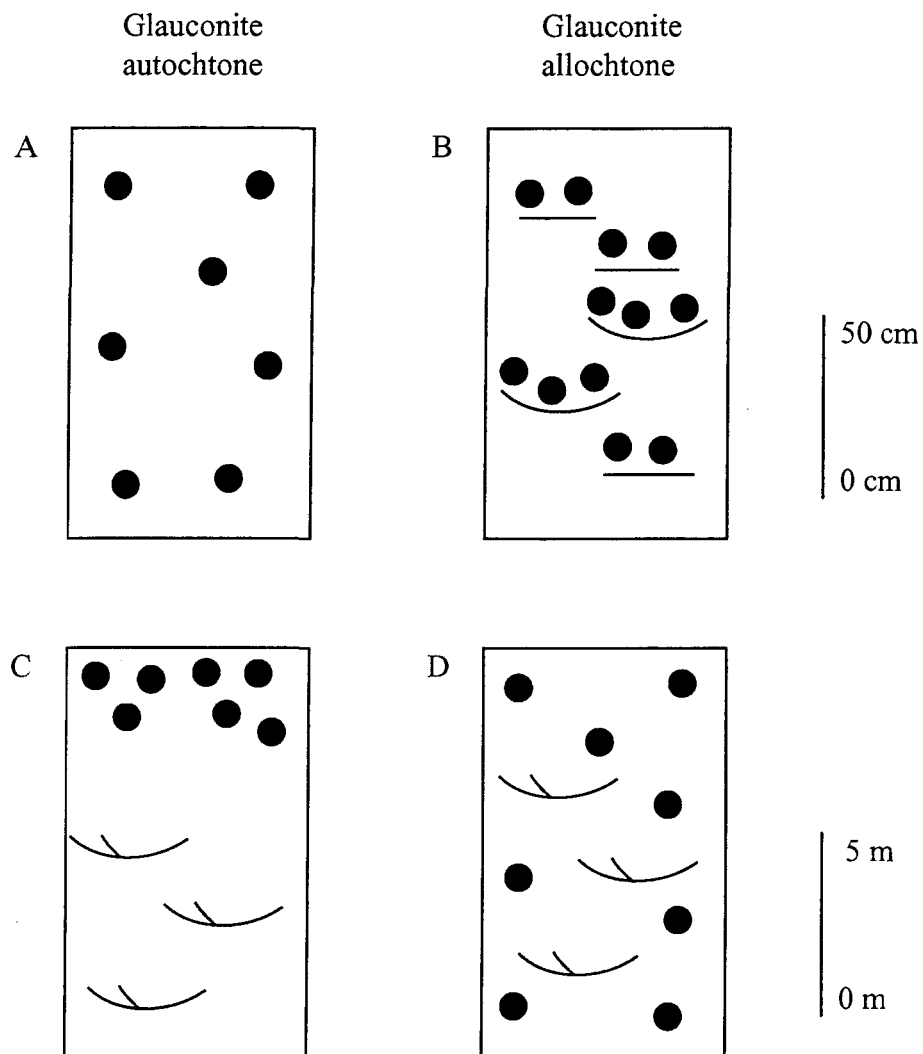 Glauconite
autochtone
Glauconite
allochtone
A
B
50 cm
0 cm
C
D
5 m
0 m